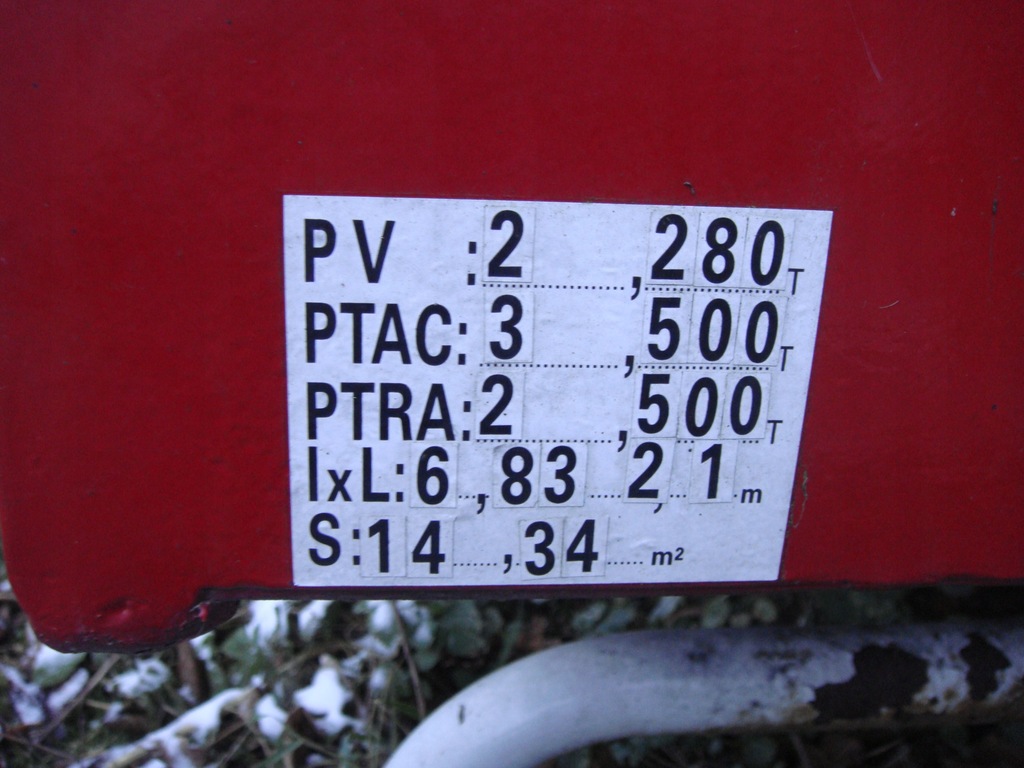 PV :2 ,280 T
PTAC: 3 ,500 T
PTRA: 2 ,500 T
lxL: 6 ,83 2, 1 m
S: 14 ,34 m²